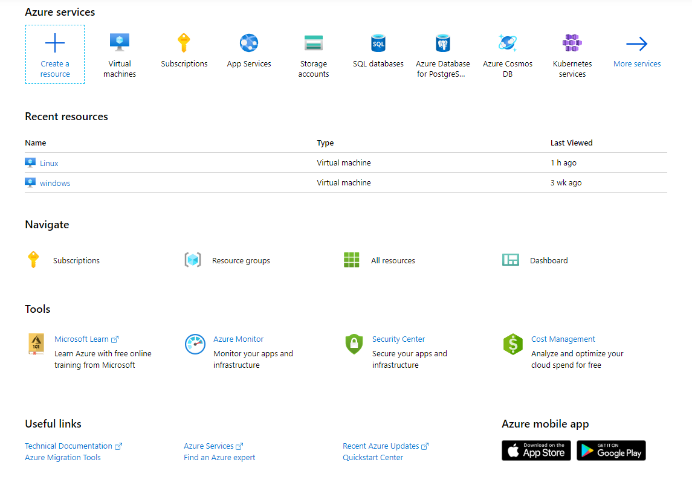 Azure services
Create a resource
Virtual machines
Subscriptions
App Services
Storage accounts
SQL databases
Azure Database for PostgreS...
Azure Cosmos DB
Kubernetes services
More services
Recent resources
Name Type Last Viewed
Linux Virtual machine 1 h ago
windows Virtual machine 3 wk ago
Navigate
Subscriptions Resource groups All resources Dashboard
Tools
Microsoft Learn
Learn Azure with free online
training from Microsoft
Azure Monitor
Monitor your apps and
infrastructure
Security Center
Secure your apps and
infrastructure
Cost Management
Analyze and optimize your
cloud spend for free
Useful links
Technical Documentation Azure Services Recent Azure Updates
Azure Migration Tools Find an Azure expert Quickstart Center
Azure mobile app
Download on the
App Store
GET IT ON
Google Play